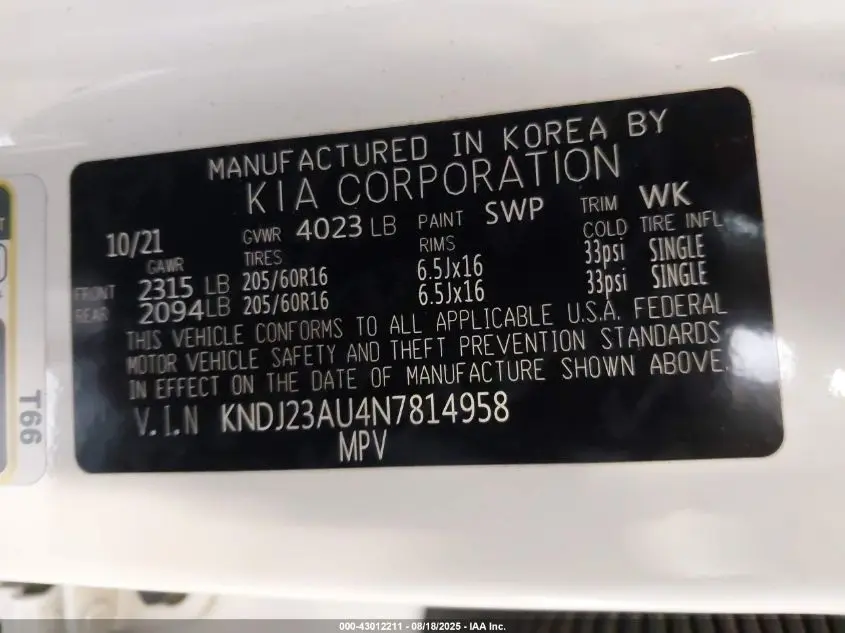 MANUFACTURED IN KOREA BY
KIA CORPORATION
10/21 GVWR 4023 LB PAINT SWP TRIM WK
GAWR TIRES RIMS COLD TIRE INFL
FRONT 2315 LB 205/60R16 6.5Jx16 33psi SINGLE
REAR 2094 LB 205/60R16 6.5Jx16 33psi SINGLE
THIS VEHICLE CONFORMS TO ALL APPLICABLE U.S.A. FEDERAL
MOTOR VEHICLE SAFETY AND THEFT PREVENTION STANDARDS
IN EFFECT ON THE DATE OF MANUFACTURE SHOWN ABOVE.
V.I.N KNDJ23AU4N7814958
MPV
T66
000-43012211 - 08/18/2025 - IAA Inc.